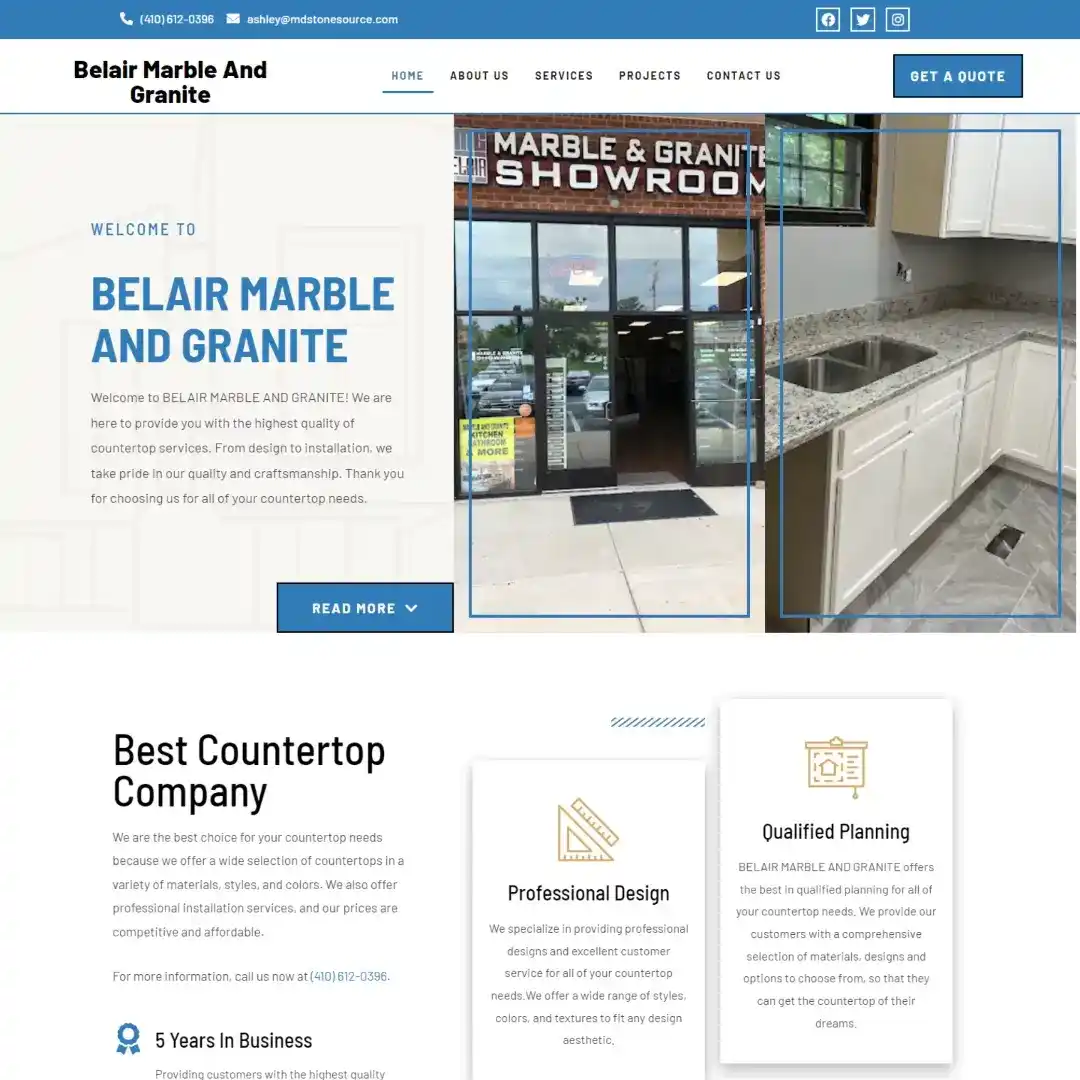 (410) 612-0396
ashley@mdstonesource.com
Belair Marble And
Granite
HOME
ABOUT US
SERVICES
PROJECTS
CONTACT US
GET A QUOTE
WELCOME TO
BELAIR MARBLE
AND GRANITE
Welcome to BELAIR MARBLE AND GRANITE! We are
here to provide you with the highest quality of
countertop services. From design to installation, we
take pride in our quality and craftsmanship. Thank you
for choosing us for all of your countertop needs.
READ MORE
MARBLE & GRANITE
SHOWROOM
KITCHEN
BATHROOM
& MORE
Best Countertop
Company
We are the best choice for your countertop needs
because we offer a wide selection of countertops in a
variety of materials, styles, and colors. We also offer
professional installation services, and our prices are
competitive and affordable.
For more information, call us now at (410) 612-0396.
5 Years In Business
Providing customers with the highest quality
Professional Design
We specialize in providing professional
designs and excellent customer
service for all of your countertop
needs.We offer a wide range of styles,
colors, and textures to fit any design
aesthetic.
Qualified Planning
BELAIR MARBLE AND GRANITE offers
the best in qualified planning for all of
your countertop needs. We provide our
customers with a comprehensive
selection of materials, designs and
options to choose from, so that they
can get the countertop of their
dreams.